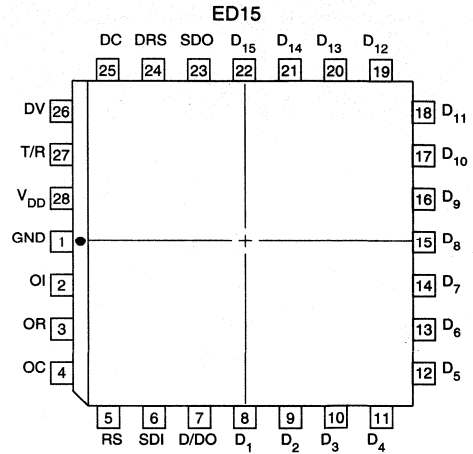 ED15
DC DRS SDO D15 D14 D13 D12
25 24 23 22 21 20 19
DV 26 18 D11
T/R 27 17 D10
VDD 28 16 D9
GND 1 15 D8
OI 2 14 D7
OR 3 13 D6
OC 4 12 D5
5 6 7 8 9 10 11
RS SDI D/DO D1 D2 D3 D4